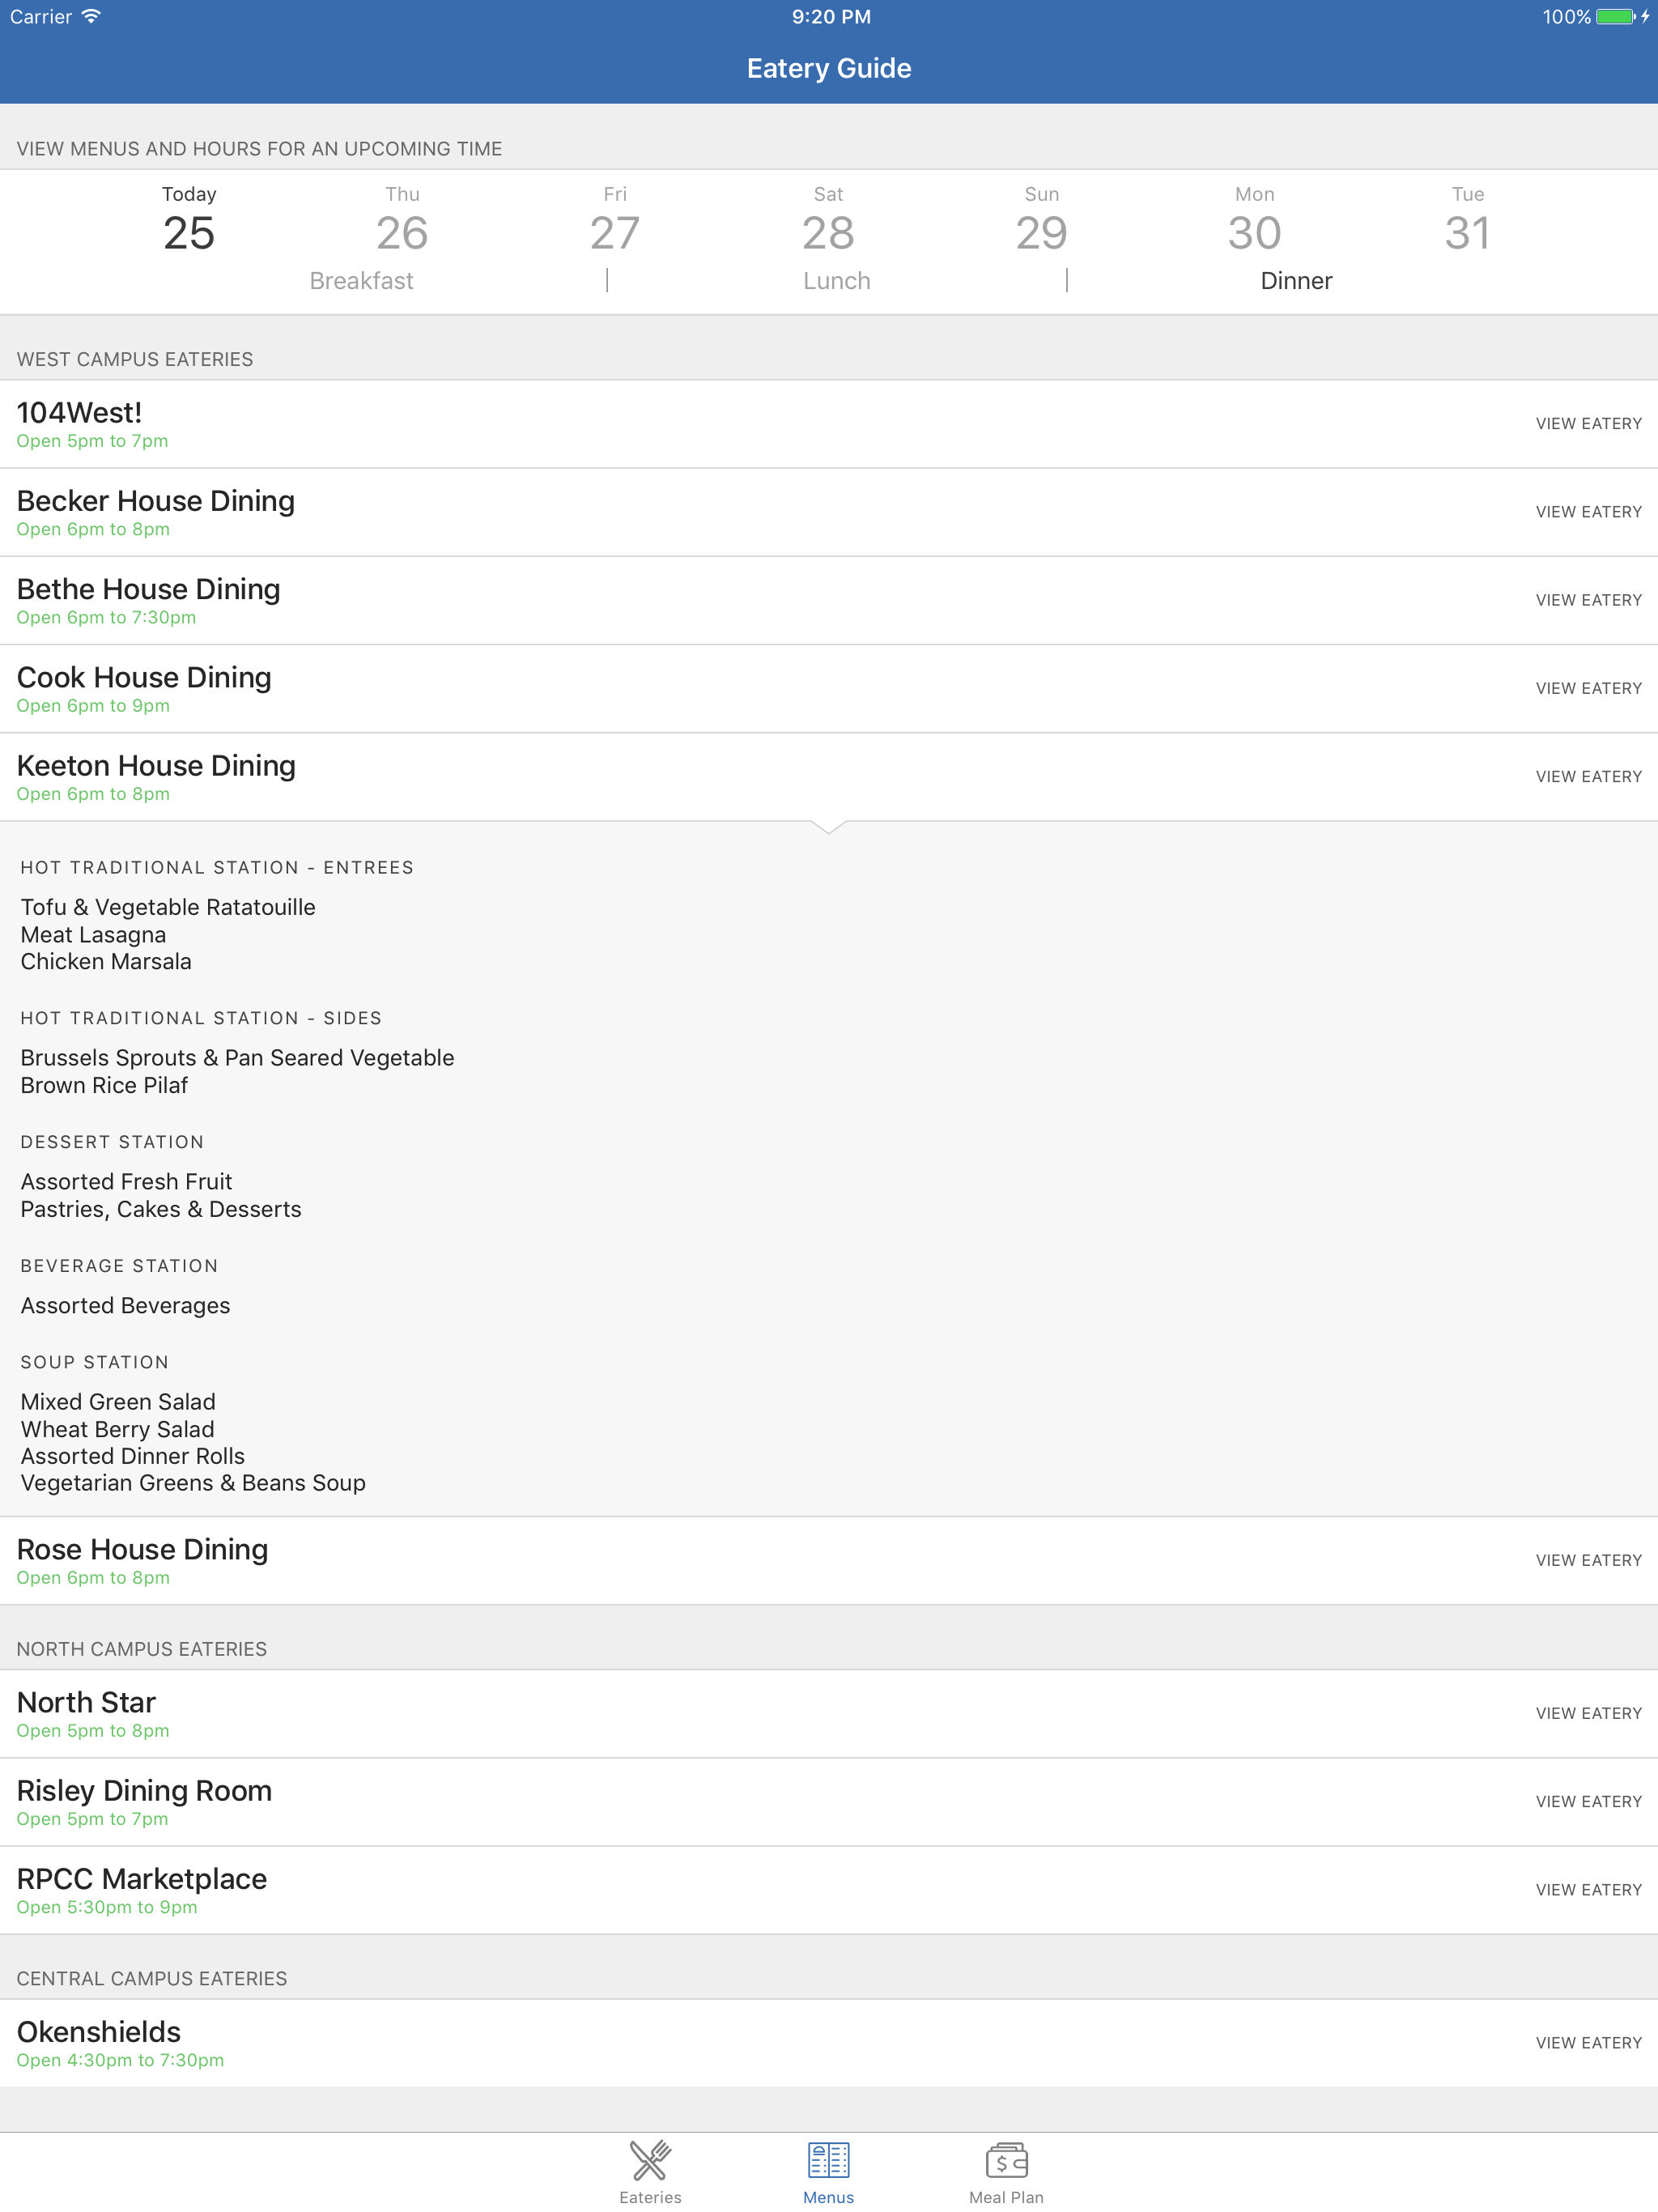 Carrier 9:20 PM 100%
Eatery Guide
VIEW MENUS AND HOURS FOR AN UPCOMING TIME
Today Thu Fri Sat Sun Mon Tue
25 26 27 28 29 30 31
Breakfast | Lunch | Dinner
WEST CAMPUS EATERIES
104West!
Open 5pm to 7pm
VIEW EATERY
Becker House Dining
Open 6pm to 8pm
VIEW EATERY
Bethe House Dining
Open 6pm to 7:30pm
VIEW EATERY
Cook House Dining
Open 6pm to 9pm
VIEW EATERY
Keeton House Dining
Open 6pm to 8pm
VIEW EATERY
HOT TRADITIONAL STATION - ENTREES
Tofu & Vegetable Ratatouille
Meat Lasagna
Chicken Marsala
HOT TRADITIONAL STATION - SIDES
Brussels Sprouts & Pan Seared Vegetable
Brown Rice Pilaf
DESSERT STATION
Assorted Fresh Fruit
Pastries, Cakes & Desserts
BEVERAGE STATION
Assorted Beverages
SOUP STATION
Mixed Green Salad
Wheat Berry Salad
Assorted Dinner Rolls
Vegetarian Greens & Beans Soup
Rose House Dining
Open 6pm to 8pm
VIEW EATERY
NORTH CAMPUS EATERIES
North Star
Open 5pm to 8pm
VIEW EATERY
Risley Dining Room
Open 5pm to 7pm
VIEW EATERY
RPCC Marketplace
Open 5:30pm to 9pm
VIEW EATERY
CENTRAL CAMPUS EATERIES
Okenshields
Open 4:30pm to 7:30pm
VIEW EATERY
Eateries Menus Meal Plan